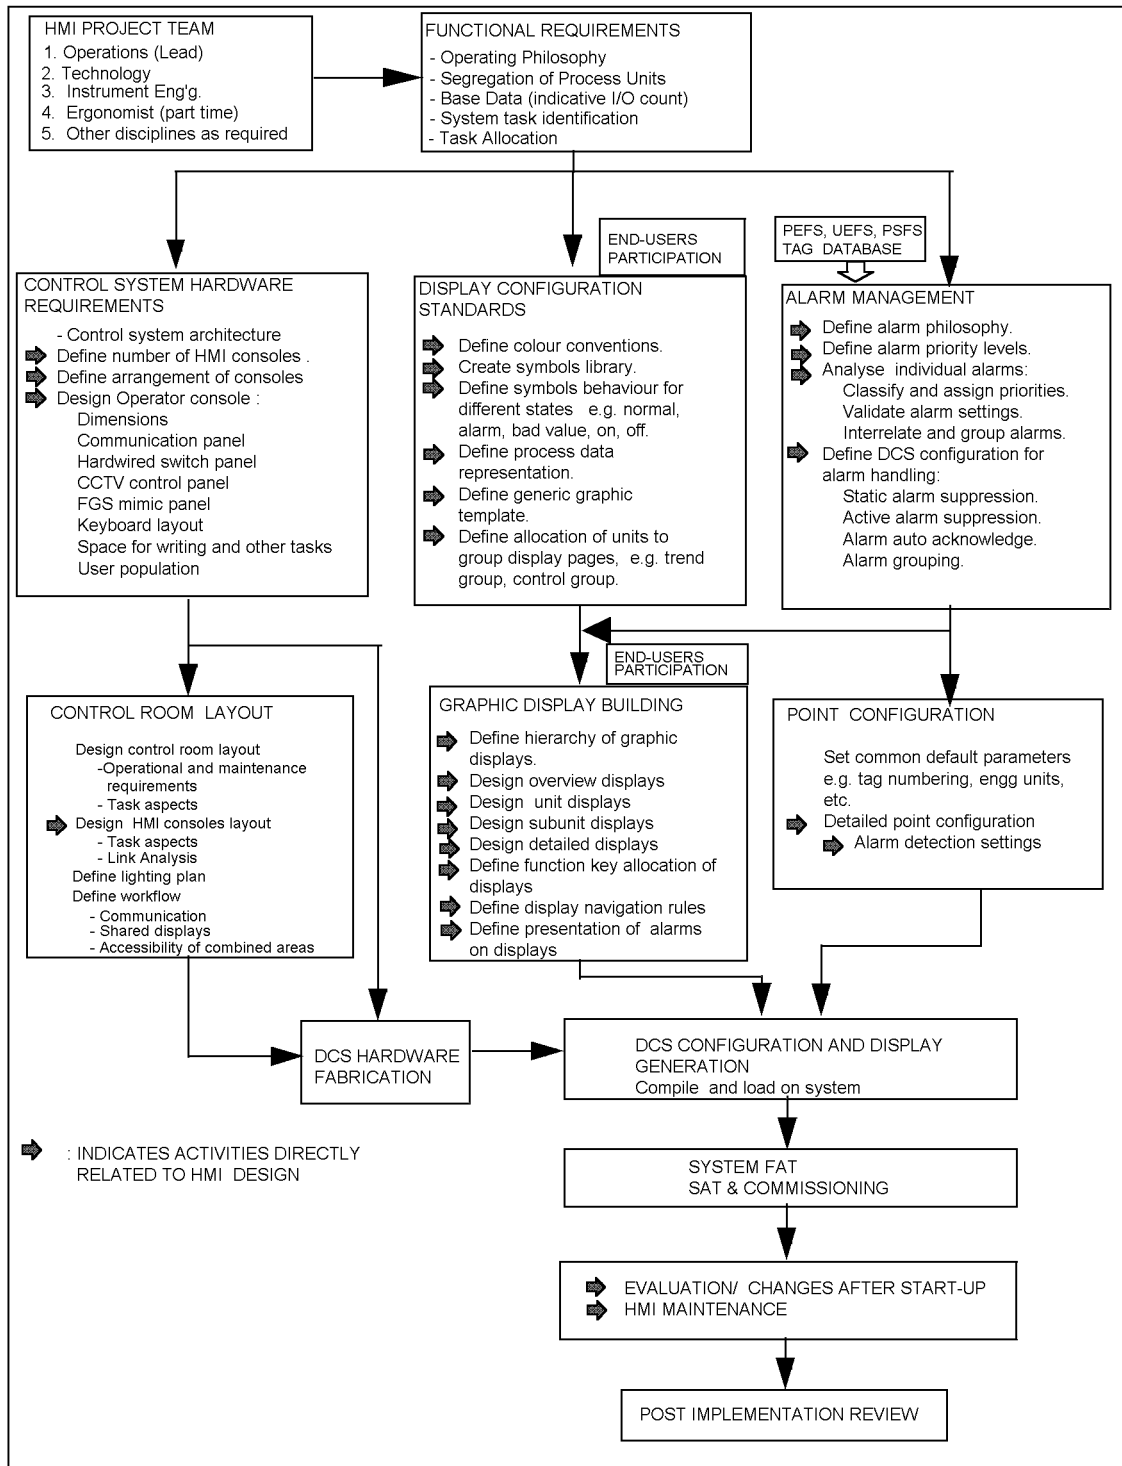 HMI PROJECT TEAM
1. Operations (Lead)
2. Technology
3. Instrument Eng'g.
4. Ergonomist (part time)
5. Other disciplines as required
FUNCTIONAL REQUIREMENTS
- Operating Philosophy
- Segregation of Process Units
- Base Data (indicative I/O count)
- System task identification
- Task Allocation
END-USERS
PARTICIPATION
PEFS, UEFS, PSFS
TAG DATABASE
CONTROL SYSTEM HARDWARE
REQUIREMENTS
- Control system architecture
Define number of HMI consoles .
Define arrangement of consoles
Design Operator console :
Dimensions
Communication panel
Hardwired switch panel
CCTV control panel
FGS mimic panel
Keyboard layout
Space for writing and other tasks
User population
DISPLAY CONFIGURATION
STANDARDS
Define colour conventions.
Create symbols library.
Define symbols behaviour for
different states e.g. normal,
alarm, bad value, on, off.
Define process data
representation.
Define generic graphic
template.
Define allocation of units to
group display pages, e.g. trend
group, control group.
ALARM MANAGEMENT
Define alarm philosophy.
Define alarm priority levels.
Analyse individual alarms:
Classify and assign priorities.
Validate alarm settings.
Interrelate and group alarms.
Define DCS configuration for
alarm handling:
Static alarm suppression.
Active alarm suppression.
Alarm auto acknowledge.
Alarm grouping.
END-USERS
PARTICIPATION
CONTROL ROOM LAYOUT
Design control room layout
-Operational and maintenance
requirements
- Task aspects
Design HMI consoles layout
- Task aspects
- Link Analysis
Define lighting plan
Define workflow
- Communication
- Shared displays
- Accessibility of combined areas
GRAPHIC DISPLAY BUILDING
Define hierarchy of graphic
displays.
Design overview displays
Design unit displays
Design subunit displays
Design detailed displays
Define function key allocation of
displays
Define display navigation rules
Define presentation of alarms
on displays
POINT CONFIGURATION
Set common default parameters
e.g. tag numbering, engg units,
etc.
Detailed point configuration
Alarm detection settings
DCS HARDWARE
FABRICATION
DCS CONFIGURATION AND DISPLAY
GENERATION
Compile and load on system
: INDICATES ACTIVITIES DIRECTLY
RELATED TO HMI DESIGN
SYSTEM FAT
SAT & COMMISSIONING
EVALUATION/ CHANGES AFTER START-UP
HMI MAINTENANCE
POST IMPLEMENTATION REVIEW